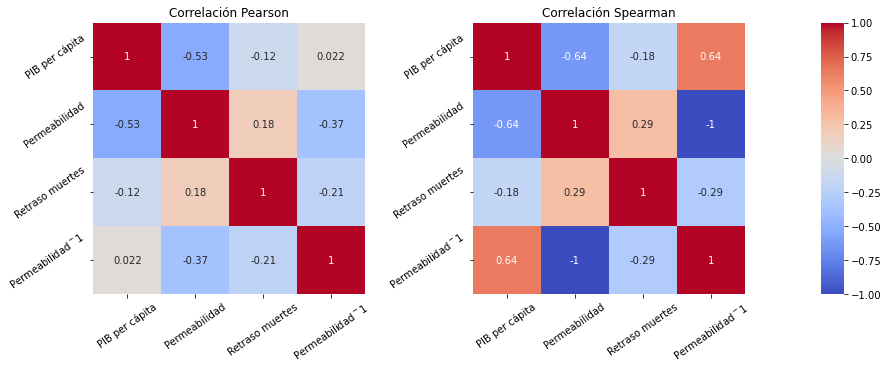 Correlación Pearson
PIB per cápita
Permeabilidad
Retraso muertes
Permeabilidad¯1
1 -0.53 -0.12 0.022
-0.53 1 0.18 -0.37
-0.12 0.18 1 -0.21
0.022 -0.37 -0.21 1
PIB per cápita
Permeabilidad
Retraso muertes
Permeabilidad¯1
Correlación Spearman
PIB per cápita
Permeabilidad
Retraso muertes
Permeabilidad¯1
1 -0.64 -0.18 0.64
-0.64 1 0.29 -1
-0.18 0.29 1 -0.29
0.64 -1 -0.29 1
PIB per cápita
Permeabilidad
Retraso muertes
Permeabilidad¯1
1.00
0.75
0.50
0.25
0.00
−0.25
−0.50
−0.75
−1.00